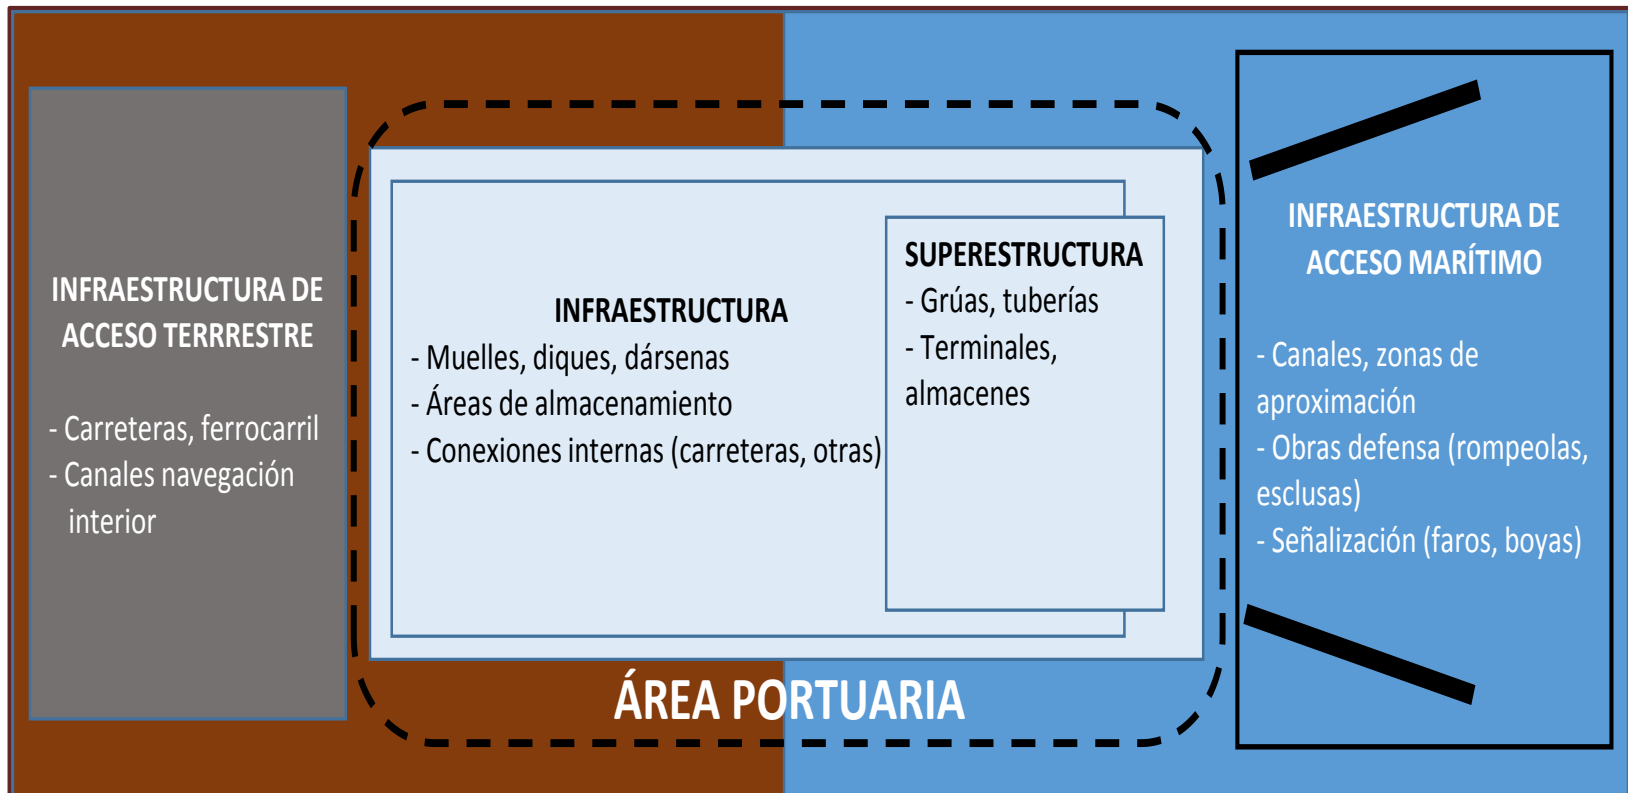 INFRAESTRUCTURA DE
ACCESO TERRRESTRE
- Carreteras, ferrocarril
- Canales navegación
interior
INFRAESTRUCTURA
- Muelles, diques, dársenas
- Áreas de almacenamiento
- Conexiones internas (carreteras, otras)
SUPERESTRUCTURA
- Grúas, tuberías
- Terminales,
almacenes
INFRAESTRUCTURA DE
ACCESO MARÍTIMO
- Canales, zonas de
aproximación
- Obras defensa (rompeolas,
esclusas)
- Señalización (faros, boyas)
ÁREA PORTUARIA